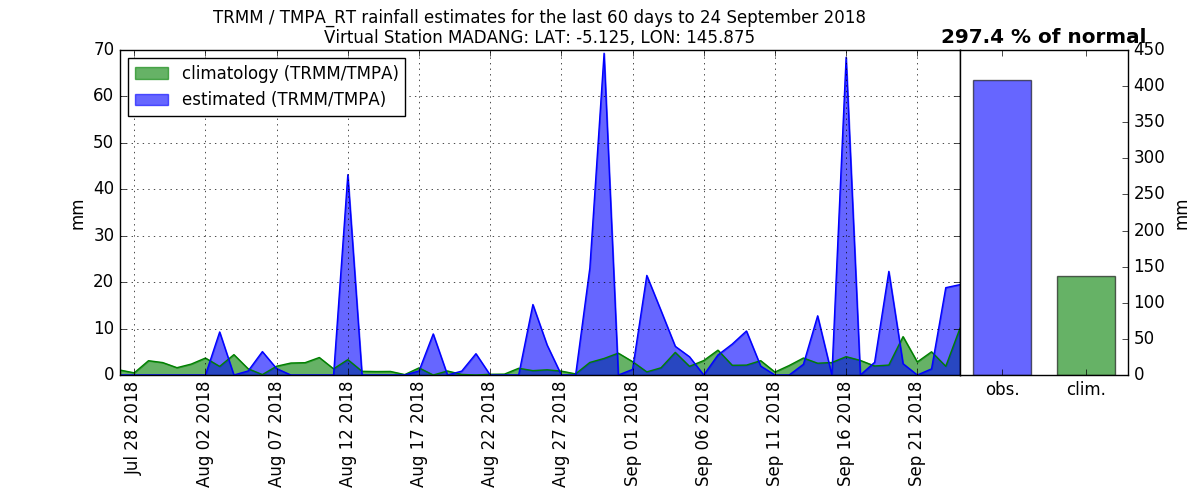 TRMM / TMPA_RT rainfall estimates for the last 60 days to 24 September 2018
Virtual Station MADANG: LAT: -5.125, LON: 145.875
297.4 % of normal
climatology (TRMM/TMPA)
estimated (TRMM/TMPA)
mm
70
60
50
40
30
20
10
0
Jul 28 2018
Aug 02 2018
Aug 07 2018
Aug 12 2018
Aug 17 2018
Aug 22 2018
Aug 27 2018
Sep 01 2018
Sep 06 2018
Sep 11 2018
Sep 16 2018
Sep 21 2018
obs.
clim.
450
400
350
300
250
200
150
100
50
0
mm